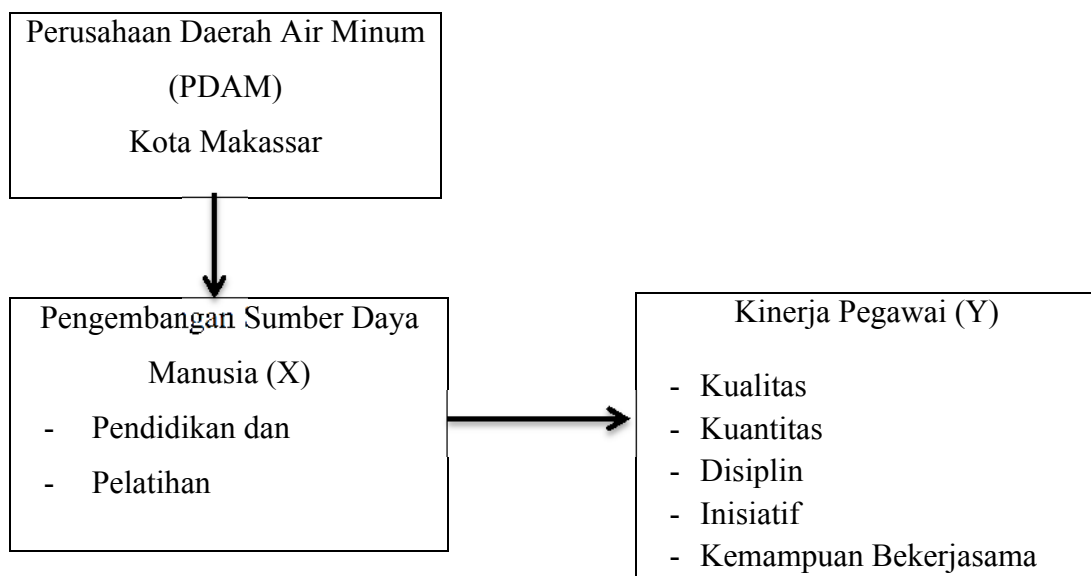 Perusahaan Daerah Air Minum
(PDAM)
Kota Makassar
Pengembangan Sumber Daya
Manusia (X)
- Pendidikan dan
- Pelatihan
Kinerja Pegawai (Y)
- Kualitas
- Kuantitas
- Disiplin
- Inisiatif
- Kemampuan Bekerjasama